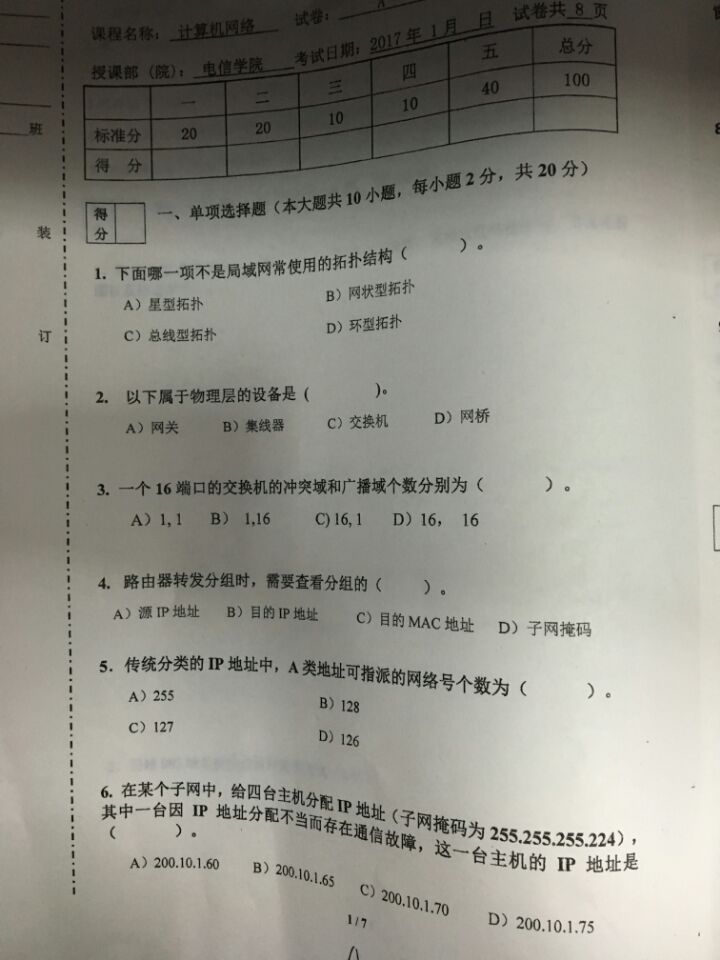 课程名称： 计算机网络 试卷： A
授课部（院）： 电信学院 考试日期：2017 年 1 月 日 试卷共 8 页
一 二 三 四 五 总分
标准分 20 20 10 10 40 100
得 分
班
装
订
得分
一、单项选择题（本大题共 10 小题，每小题 2 分，共 20 分）
1. 下面哪一项不是局域网常使用的拓扑结构（ ）。
A）星型拓扑 B）网状型拓扑
C）总线型拓扑 D）环型拓扑
2. 以下属于物理层的设备是 ( )。
A）网关 B）集线器 C）交换机 D）网桥
3. 一个 16 端口的交换机的冲突域和广播域个数分别为（ ）。
A）1, 1 B） 1,16 C) 16, 1 D）16， 16
4. 路由器转发分组时，需要查看分组的（ ）。
A）源 IP 地址 B）目的 IP 地址 C）目的 MAC 地址 D）子网掩码
5. 传统分类的 IP 地址中，A 类地址可指派的网络号个数为（ ）。
A）255 B）128
C）127 D）126
6. 在某个子网中，给四台主机分配 IP 地址（子网掩码为 255.255.255.224），
其中一台因 IP 地址分配不当而存在通信故障，这一台主机的 IP 地址是
（ ）。
A）200.10.1.60 B）200.10.1.65 C）200.10.1.70 D）200.10.1.75
1 / 7